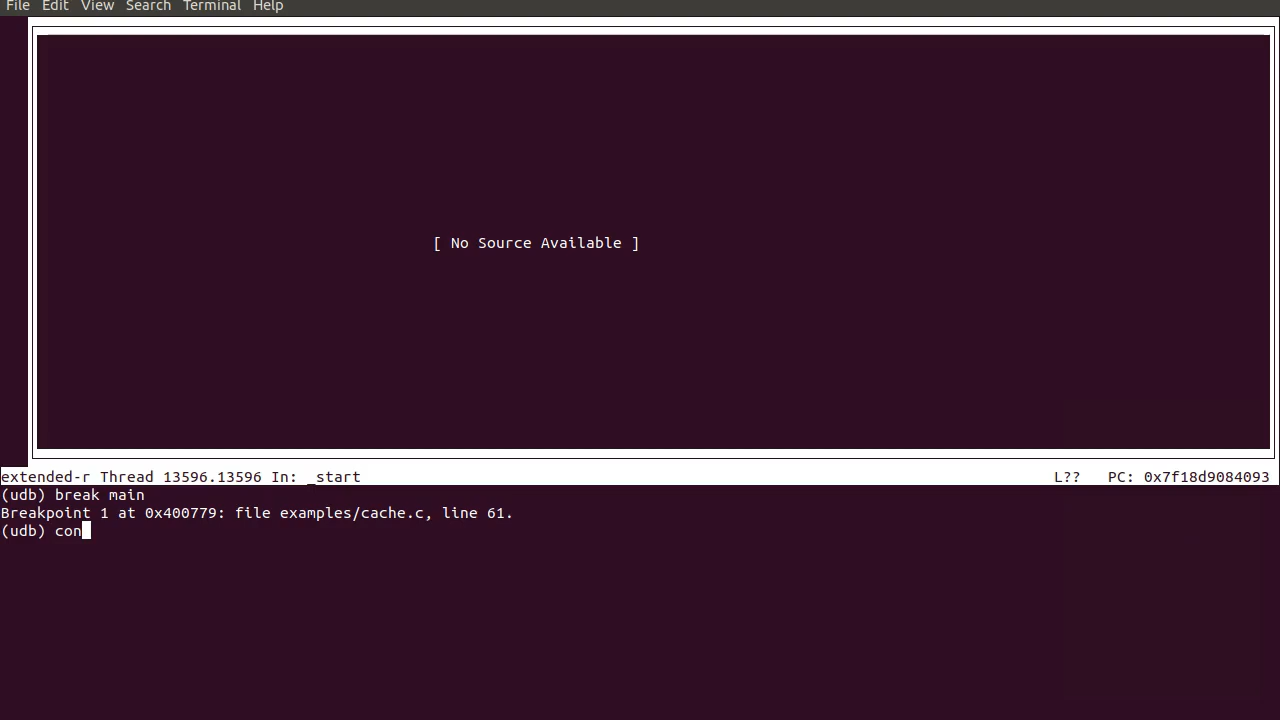 File Edit View Search Terminal Help
[ No Source Available ]
extended-r Thread 13596.13596 In: _start L?? PC: 0x7f18d9084093
(udb) break main
Breakpoint 1 at 0x400779: file examples/cache.c, line 61.
(udb) con